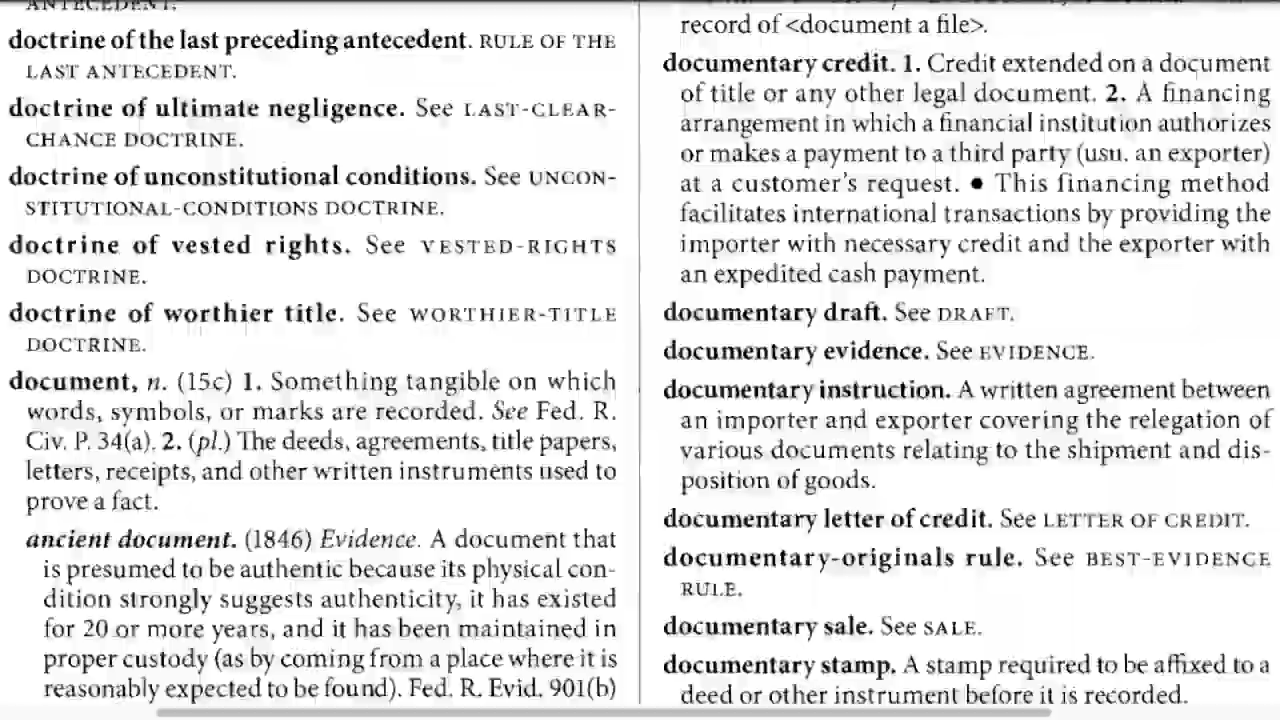 ANTECEDENT.
doctrine of the last preceding antecedent. RULE OF THE
LAST ANTECEDENT.
doctrine of ultimate negligence. See LAST-CLEAR-
CHANCE DOCTRINE.
doctrine of unconstitutional conditions. See UNCON-
STITUTIONAL-CONDITIONS DOCTRINE.
doctrine of vested rights. See VESTED-RIGHTS
DOCTRINE.
doctrine of worthier title. See WORTHIER-TITLE
DOCTRINE.
document, n. (15c) 1. Something tangible on which
words, symbols, or marks are recorded. See Fed. R.
Civ. P. 34(a). 2. (pl.) The deeds, agreements, title papers,
letters, receipts, and other written instruments used to
prove a fact.
ancient document. (1846) Evidence. A document that
is presumed to be authentic because its physical con-
dition strongly suggests authenticity, it has existed
for 20 or more years, and it has been maintained in
proper custody (as by coming from a place where it is
reasonably expected to be found). Fed. R. Evid. 901(b)
record of <document a file>.
documentary credit. 1. Credit extended on a document
of title or any other legal document. 2. A financing
arrangement in which a financial institution authorizes
or makes a payment to a third party (usu. an exporter)
at a customer's request. ● This financing method
facilitates international transactions by providing the
importer with necessary credit and the exporter with
an expedited cash payment.
documentary draft. See DRAFT.
documentary evidence. See EVIDENCE.
documentary instruction. A written agreement between
an importer and exporter covering the relegation of
various documents relating to the shipment and dis-
position of goods.
documentary letter of credit. See LETTER OF CREDIT.
documentary-originals rule. See BEST-EVIDENCE
RULE.
documentary sale. See SALE.
documentary stamp. A stamp required to be affixed to a
deed or other instrument before it is recorded.